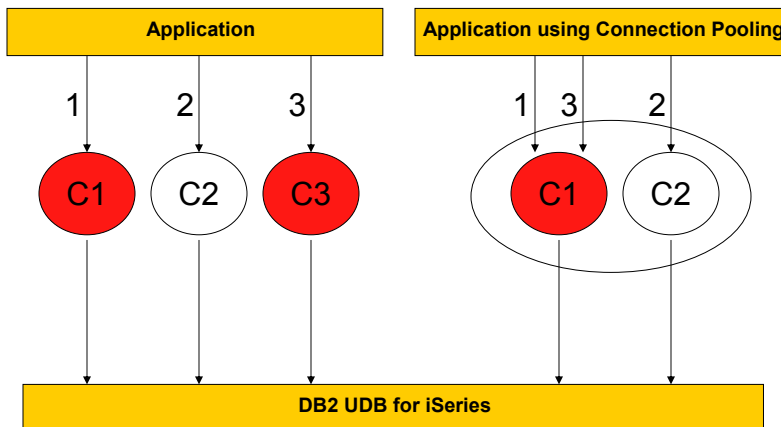 Application
Application using Connection Pooling
1 2 3
1 3 2
C1 C2 C3
C1 C2
DB2 UDB for iSeries